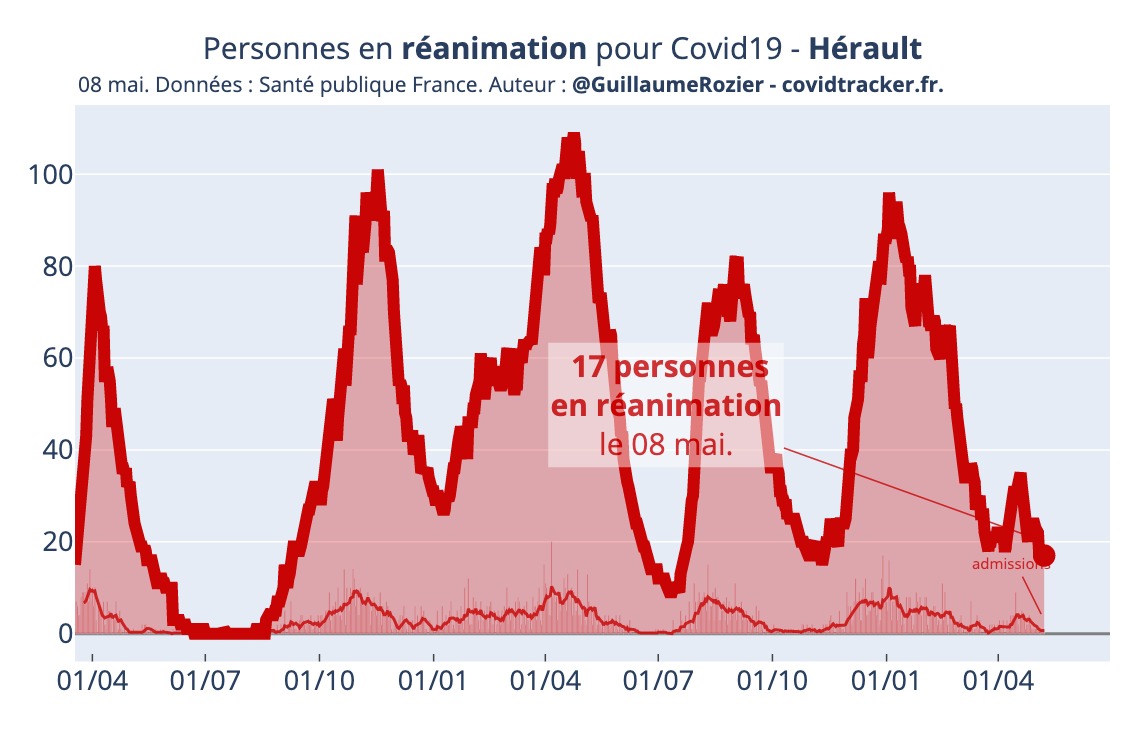 Personnes en réanimation pour Covid19 - Hérault
08 mai. Données : Santé publique France. Auteur : @GuillaumeRozier - covidtracker.fr.
100
80
60
40
20
0
17 personnes
en réanimation
le 08 mai.
admissions
01/04 01/07 01/10 01/01 01/04 01/07 01/10 01/01 01/04